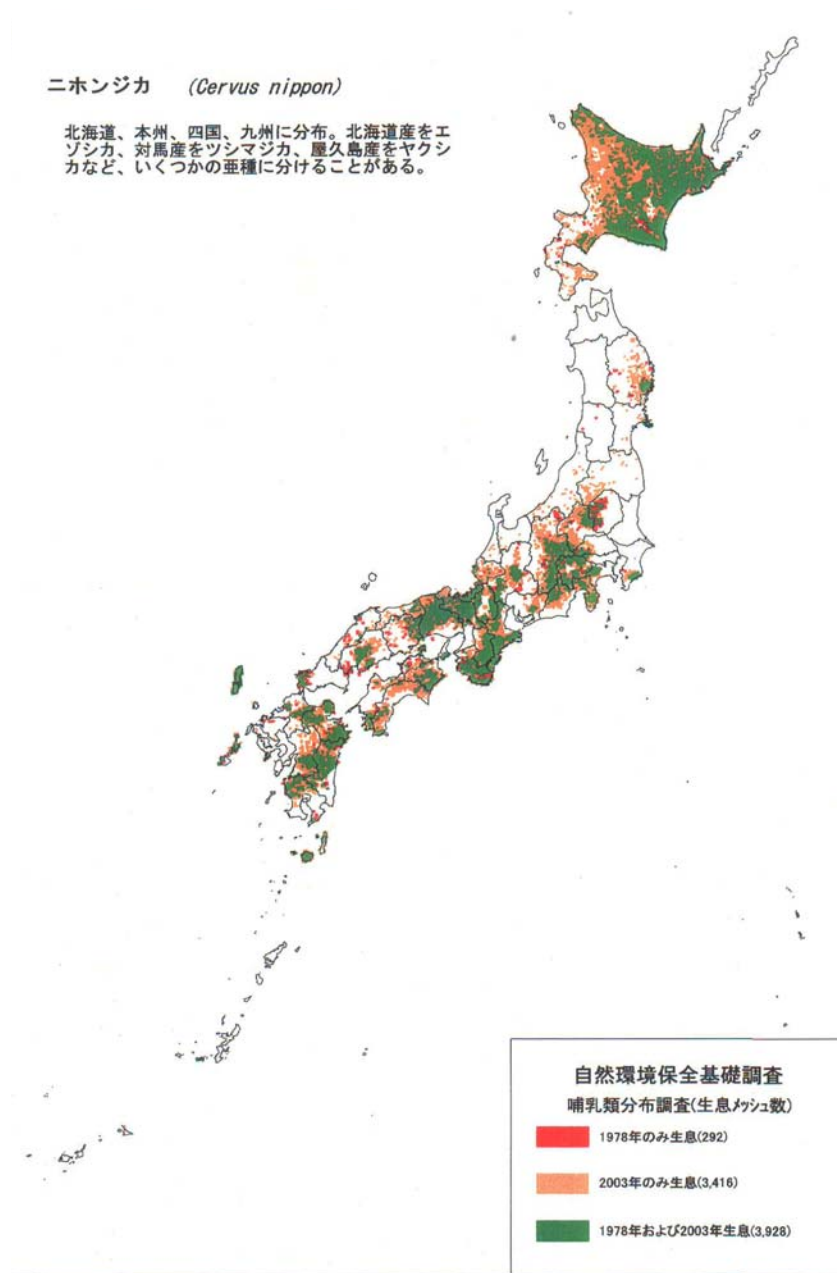 ニホンジカ (Cervus nippon)
北海道、本州、四国、九州に分布。北海道産をエ
ゾシカ、対馬産をツシマジカ、屋久島産をヤクシ
カなど、いくつかの亜種に分けることがある。
自然環境保全基礎調査
哺乳類分布調査(生息メッシュ数)
1978年のみ生息(292)
2003年のみ生息(3,416)
1978年および2003年生息(3,928)